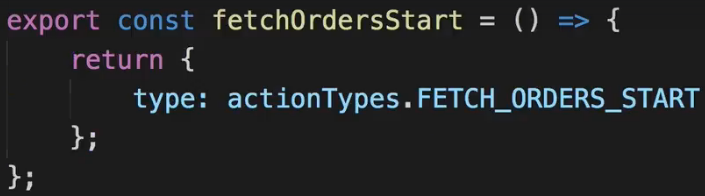 export const fetchOrdersStart = () => {
    return {
        type: actionTypes.FETCH_ORDERS_START
    };
};